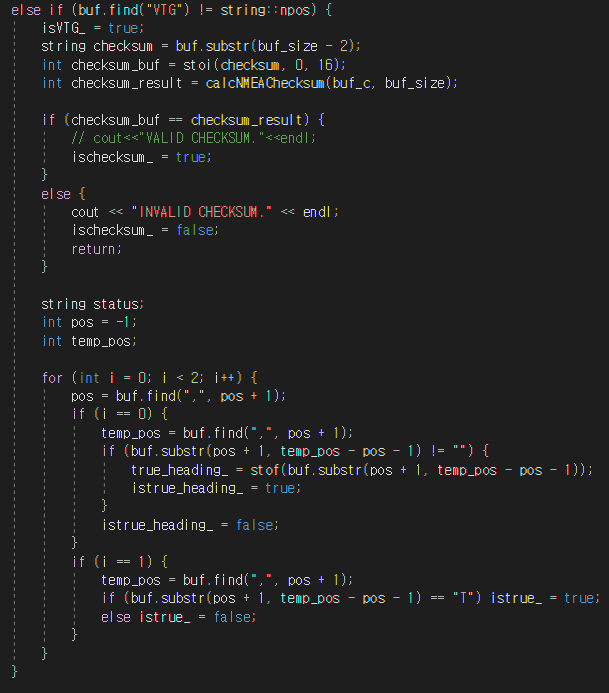 else if (buf.find("VTG") != string::npos) {
    isVTG_ = true;
    string checksum = buf.substr(buf_size - 2);
    int checksum_buf = stoi(checksum, 0, 16);
    int checksum_result = calcNMEAChecksum(buf_c, buf_size);

    if (checksum_buf == checksum_result) {
        // cout<<"VALID CHECKSUM."<<endl;
        ischecksum_ = true;
    }
    else {
        cout << "INVALID CHECKSUM." << endl;
        ischecksum_ = false;
        return;
    }

    string status;
    int pos = -1;
    int temp_pos;

    for (int i = 0; i < 2; i++) {
        pos = buf.find(",", pos + 1);
        if (i == 0) {
            temp_pos = buf.find(",", pos + 1);
            if (buf.substr(pos + 1, temp_pos - pos - 1) != "") {
                true_heading_ = stof(buf.substr(pos + 1, temp_pos - pos - 1));
                istrue_heading_ = true;
            }
            istrue_heading_ = false;
        }
        if (i == 1) {
            temp_pos = buf.find(",", pos + 1);
            if (buf.substr(pos + 1, temp_pos - pos - 1) == "T") istrue_ = true;
            else istrue_ = false;
        }
    }
}